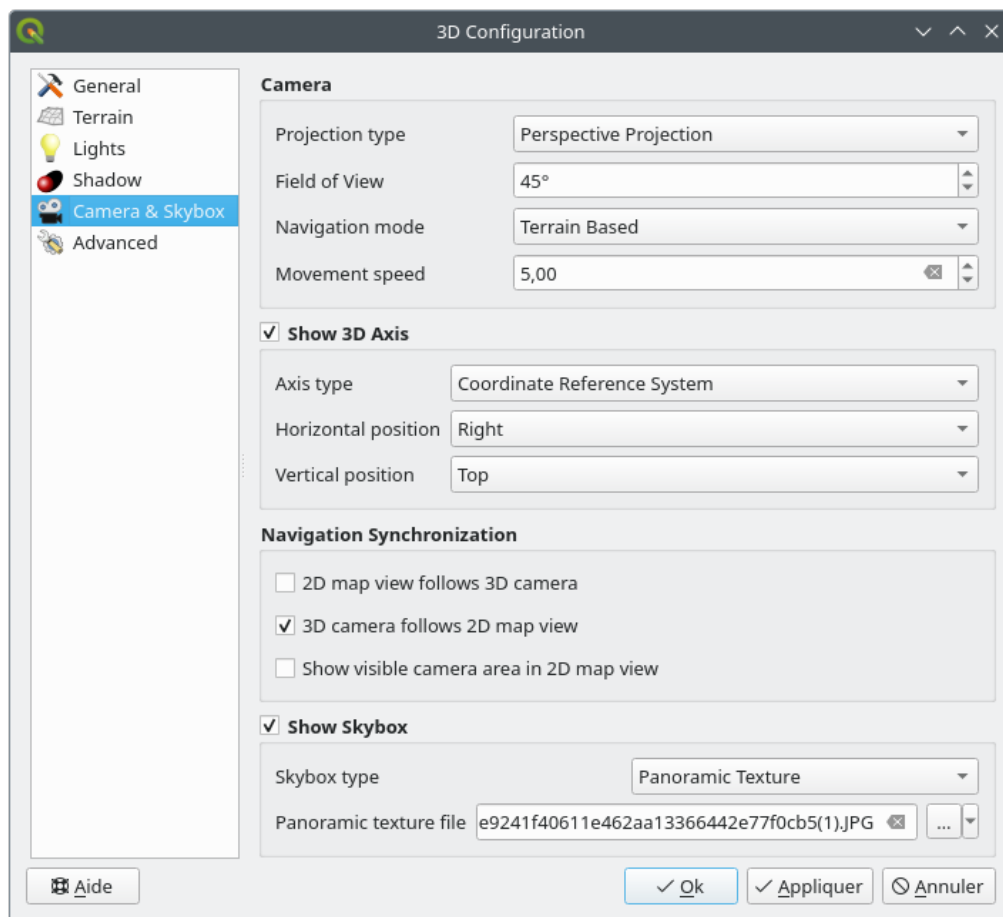 3D Configuration
General
Terrain
Lights
Shadow
Camera & Skybox
Advanced
Camera
Projection type Perspective Projection
Field of View 45°
Navigation mode Terrain Based
Movement speed 5,00
Show 3D Axis
Axis type Coordinate Reference System
Horizontal position Right
Vertical position Top
Navigation Synchronization
2D map view follows 3D camera
3D camera follows 2D map view
Show visible camera area in 2D map view
Show Skybox
Skybox type Panoramic Texture
Panoramic texture file e9241f40611e462aa13366442e77f0cb5(1).JPG ...
Aide Ok Appliquer Annuler